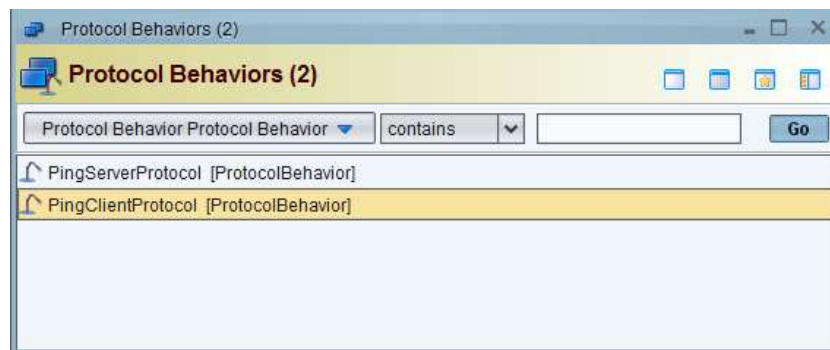 Protocol Behaviors (2)
Protocol Behaviors (2)
Protocol Behavior Protocol Behavior contains Go
PingServerProtocol [ProtocolBehavior]
PingClientProtocol [ProtocolBehavior]